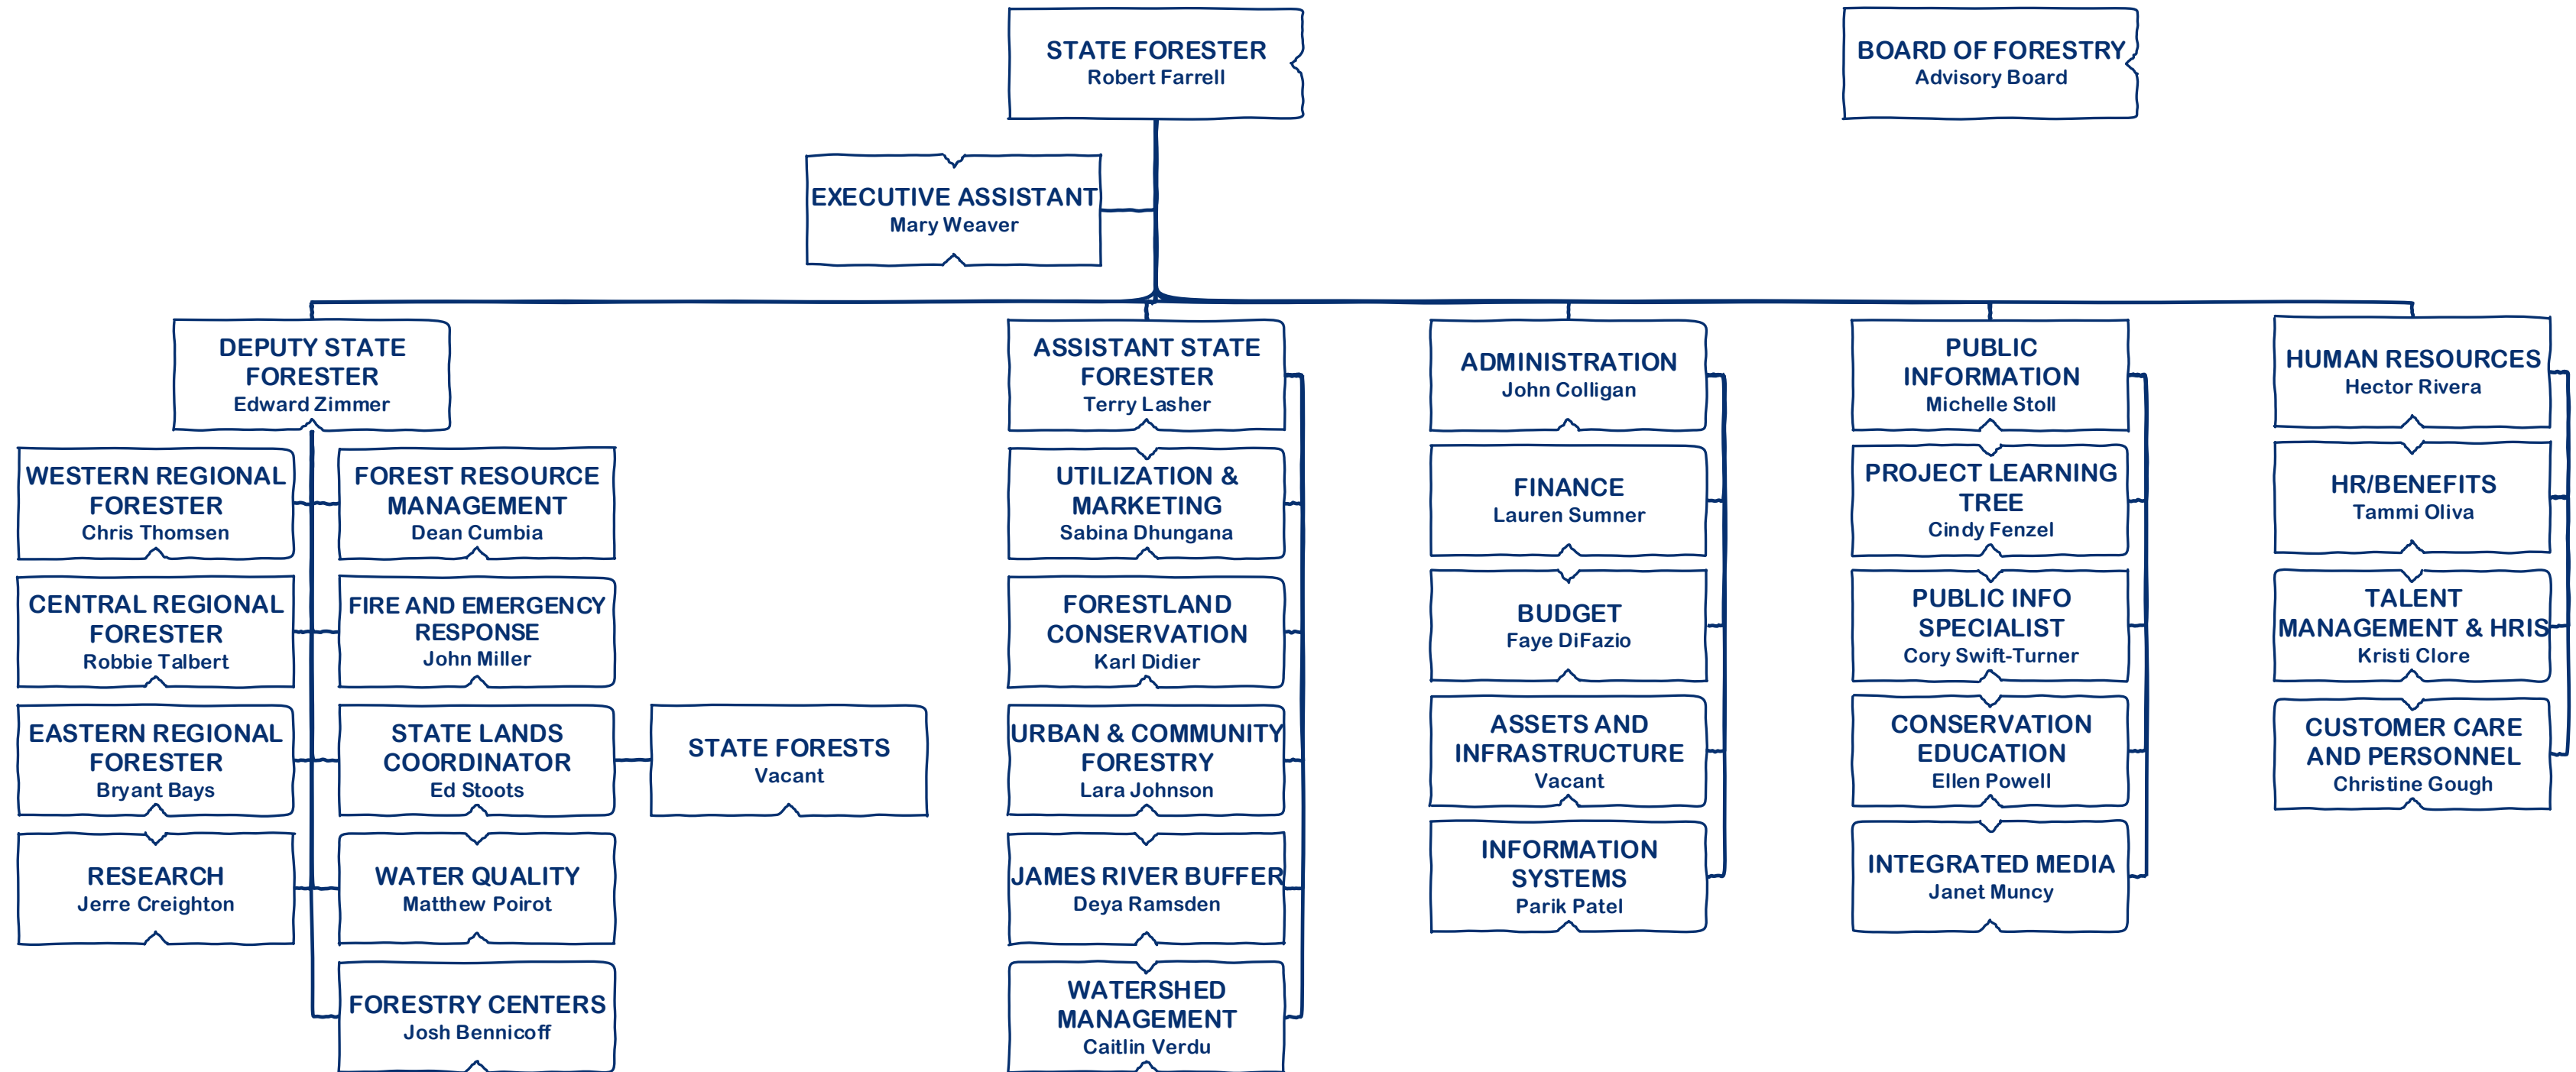 STATE FORESTER
Robert Farrell
BOARD OF FORESTRY
Advisory Board
EXECUTIVE ASSISTANT
Mary Weaver
DEPUTY STATE
FORESTER
Edward Zimmer
WESTERN REGIONAL
FORESTER
Chris Thomsen
FOREST RESOURCE
MANAGEMENT
Dean Cumbia
CENTRAL REGIONAL
FORESTER
Robbie Talbert
FIRE AND EMERGENCY
RESPONSE
John Miller
EASTERN REGIONAL
FORESTER
Bryant Bays
STATE LANDS
COORDINATOR
Ed Stoots
STATE FORESTS
Vacant
RESEARCH
Jerre Creighton
WATER QUALITY
Matthew Poirot
FORESTRY CENTERS
Josh Bennicoff
ASSISTANT STATE
FORESTER
Terry Lasher
UTILIZATION &
MARKETING
Sabina Dhungana
FORESTLAND
CONSERVATION
Karl Didier
URBAN & COMMUNITY
FORESTRY
Lara Johnson
JAMES RIVER BUFFER
Deya Ramsden
WATERSHED
MANAGEMENT
Caitlin Verdu
ADMINISTRATION
John Colligan
FINANCE
Lauren Sumner
BUDGET
Faye DiFazio
ASSETS AND
INFRASTRUCTURE
Vacant
INFORMATION
SYSTEMS
Parik Patel
PUBLIC
INFORMATION
Michelle Stoll
PROJECT LEARNING
TREE
Cindy Fenzel
PUBLIC INFO
SPECIALIST
Cory Swift-Turner
CONSERVATION
EDUCATION
Ellen Powell
INTEGRATED MEDIA
Janet Muncy
HUMAN RESOURCES
Hector Rivera
HR/BENEFITS
Tammi Oliva
TALENT
MANAGEMENT & HRIS
Kristi Clore
CUSTOMER CARE
AND PERSONNEL
Christine Gough